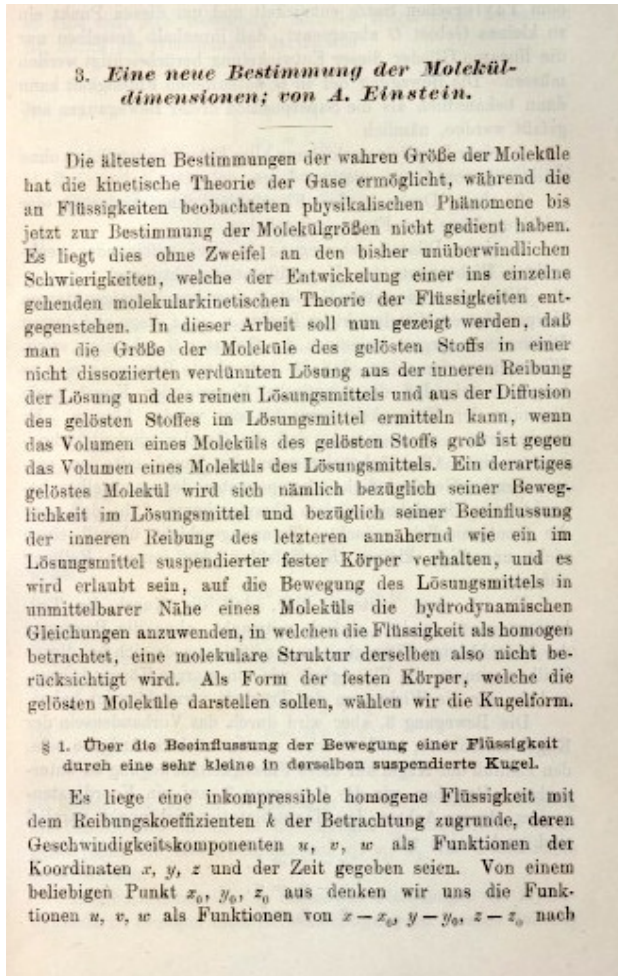 3. Eine neue Bestimmung der Molekül-
dimensionen; von A. Einstein.
Die ältesten Bestimmungen der wahren Größe der Moleküle
hat die kinetische Theorie der Gase ermöglicht, während die
an Flüssigkeiten beobachteten physikalischen Phänomene bis
jetzt zur Bestimmung der Molekülgrößen nicht gedient haben.
Es liegt dies ohne Zweifel an den bisher unüberwindlichen
Schwierigkeiten, welche der Entwickelung einer ins einzelne
gehenden molekularkinetischen Theorie der Flüssigkeiten ent-
gegenstehen. In dieser Arbeit soll nun gezeigt werden, daß
man die Größe der Moleküle des gelösten Stoffs in einer
nicht dissoziierten verdünnten Lösung aus der inneren Reibung
der Lösung und des reinen Lösungsmittels und aus der Diffusion
des gelösten Stoffes im Lösungsmittel ermitteln kann, wenn
das Volumen eines Moleküls des gelösten Stoffs groß ist gegen
das Volumen eines Moleküls des Lösungsmittels. Ein derartiges
gelöstes Molekül wird sich nämlich bezüglich seiner Beweg-
lichkeit im Lösungsmittel und bezüglich seiner Beeinflussung
der inneren Reibung des letzteren annähernd wie ein im
Lösungsmittel suspendierter fester Körper verhalten, und es
wird erlaubt sein, auf die Bewegung des Lösungsmittels in
unmittelbarer Nähe eines Moleküls die hydrodynamischen
Gleichungen anzuwenden, in welchen die Flüssigkeit als homogen
betrachtet, eine molekulare Struktur derselben also nicht be-
rücksichtigt wird. Als Form der festen Körper, welche die
gelösten Moleküle darstellen sollen, wählen wir die Kugelform.
§ 1. Über die Beeinflussung der Bewegung einer Flüssigkeit
durch eine sehr kleine in derselben suspendierte Kugel.
Es liege eine inkompressible homogene Flüssigkeit mit
dem Reibungskoeffizienten k der Betrachtung zugrunde, deren
Geschwindigkeitskomponenten u, v, w als Funktionen der
Koordinaten x, y, z und der Zeit gegeben seien. Von einem
beliebigen Punkt x₀, y₀, z₀ aus denken wir uns die Funk-
tionen u, v, w als Funktionen von x − x₀, y − y₀, z − z₀ nach